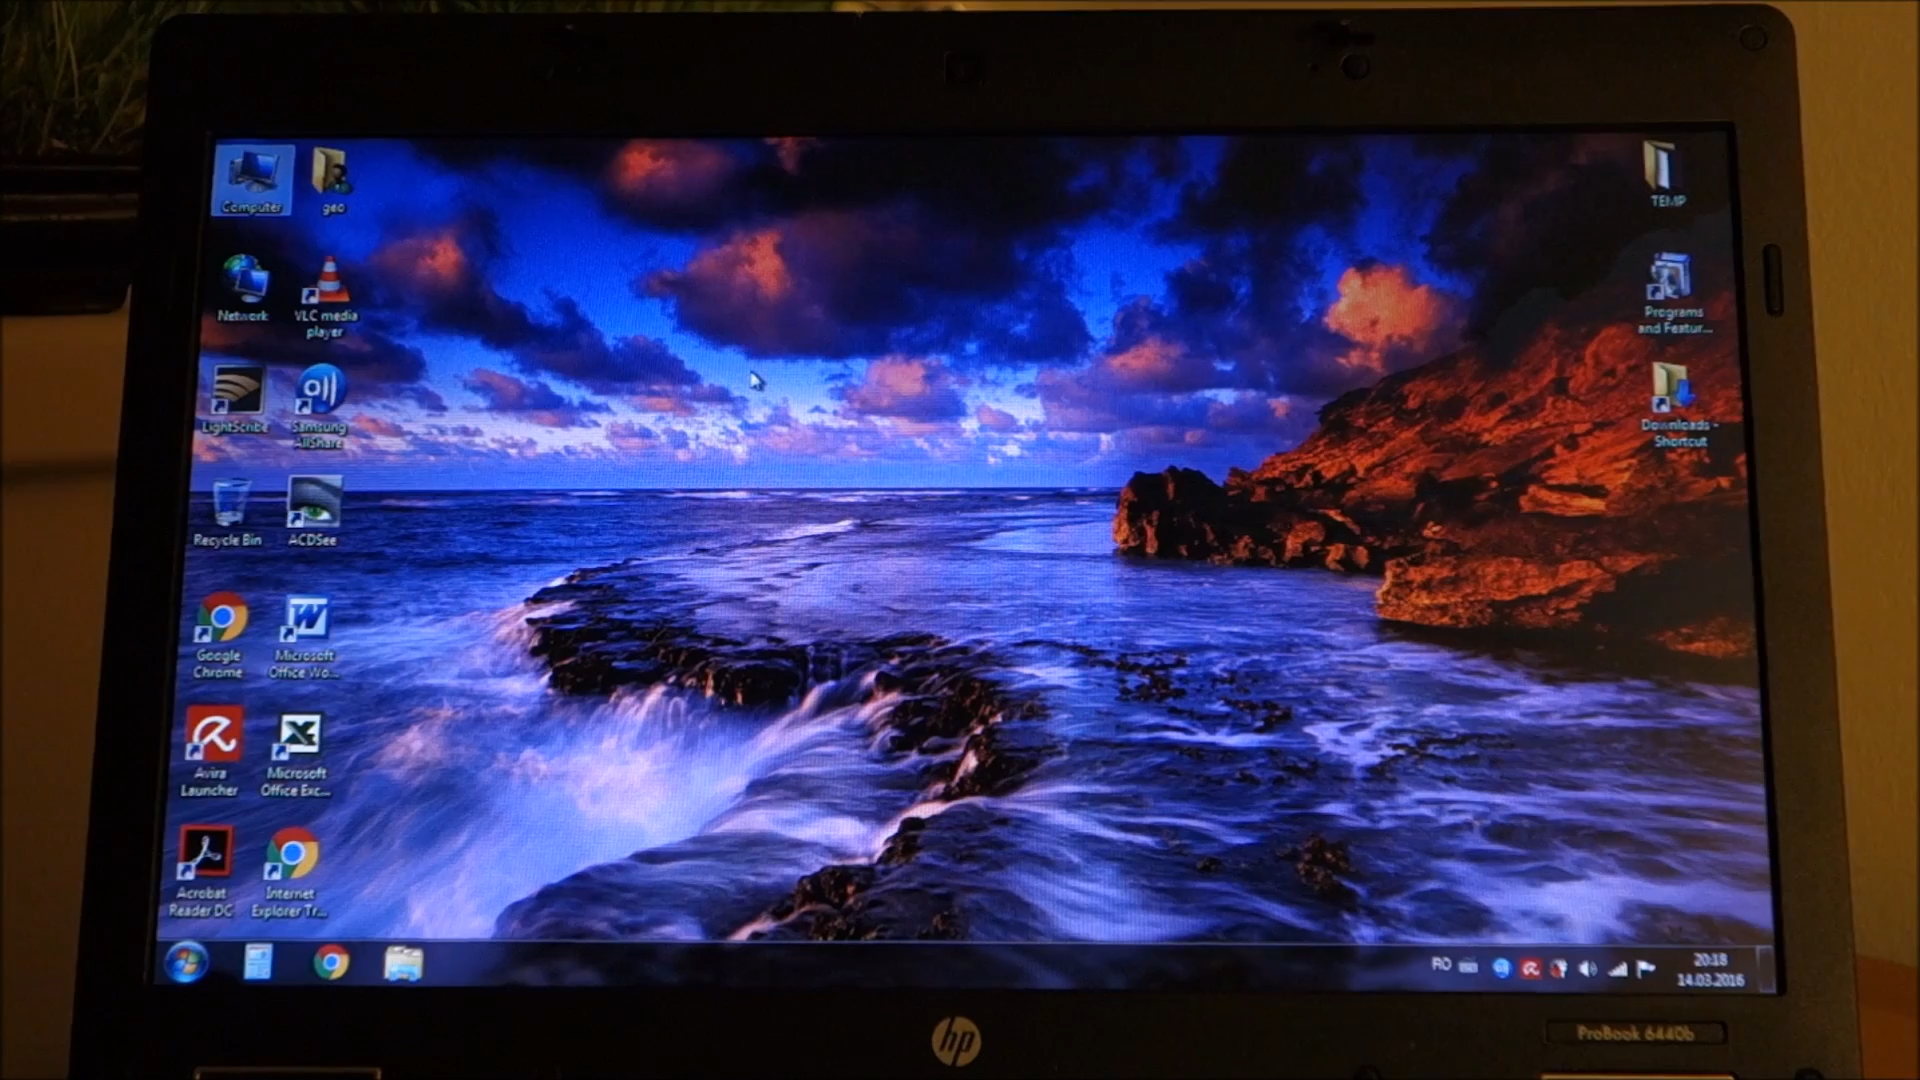 Computer
geo
TEMP
Network
VLC media
player
Programs
and Featur...
LightScribe
Samsung
AllShare
Downloads -
Shortcut
Recycle Bin
ACDSee
Google
Chrome
Microsoft
Office Wo...
Avira
Launcher
Microsoft
Office Exc...
Acrobat
Reader DC
Internet
Explorer Tr...
RO
20:18
14.03.2016
hp
ProBook 6440b